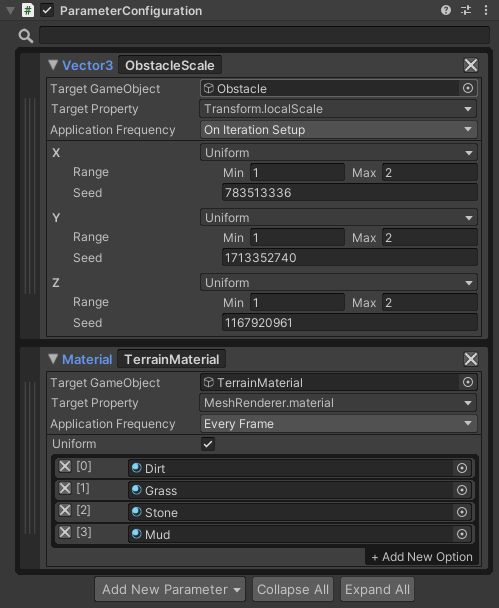 ParameterConfiguration
Vector3 ObstacleScale
Target GameObject Obstacle
Target Property Transform.localScale
Application Frequency On Iteration Setup
X Uniform
Range Min 1 Max 2
Seed 783513336
Y Uniform
Range Min 1 Max 2
Seed 1713352740
Z Uniform
Range Min 1 Max 2
Seed 1167920961
Material TerrainMaterial
Target GameObject TerrainMaterial
Target Property MeshRenderer.material
Application Frequency Every Frame
Uniform
[0] Dirt
[1] Grass
[2] Stone
[3] Mud
+ Add New Option
Add New Parameter Collapse All Expand All